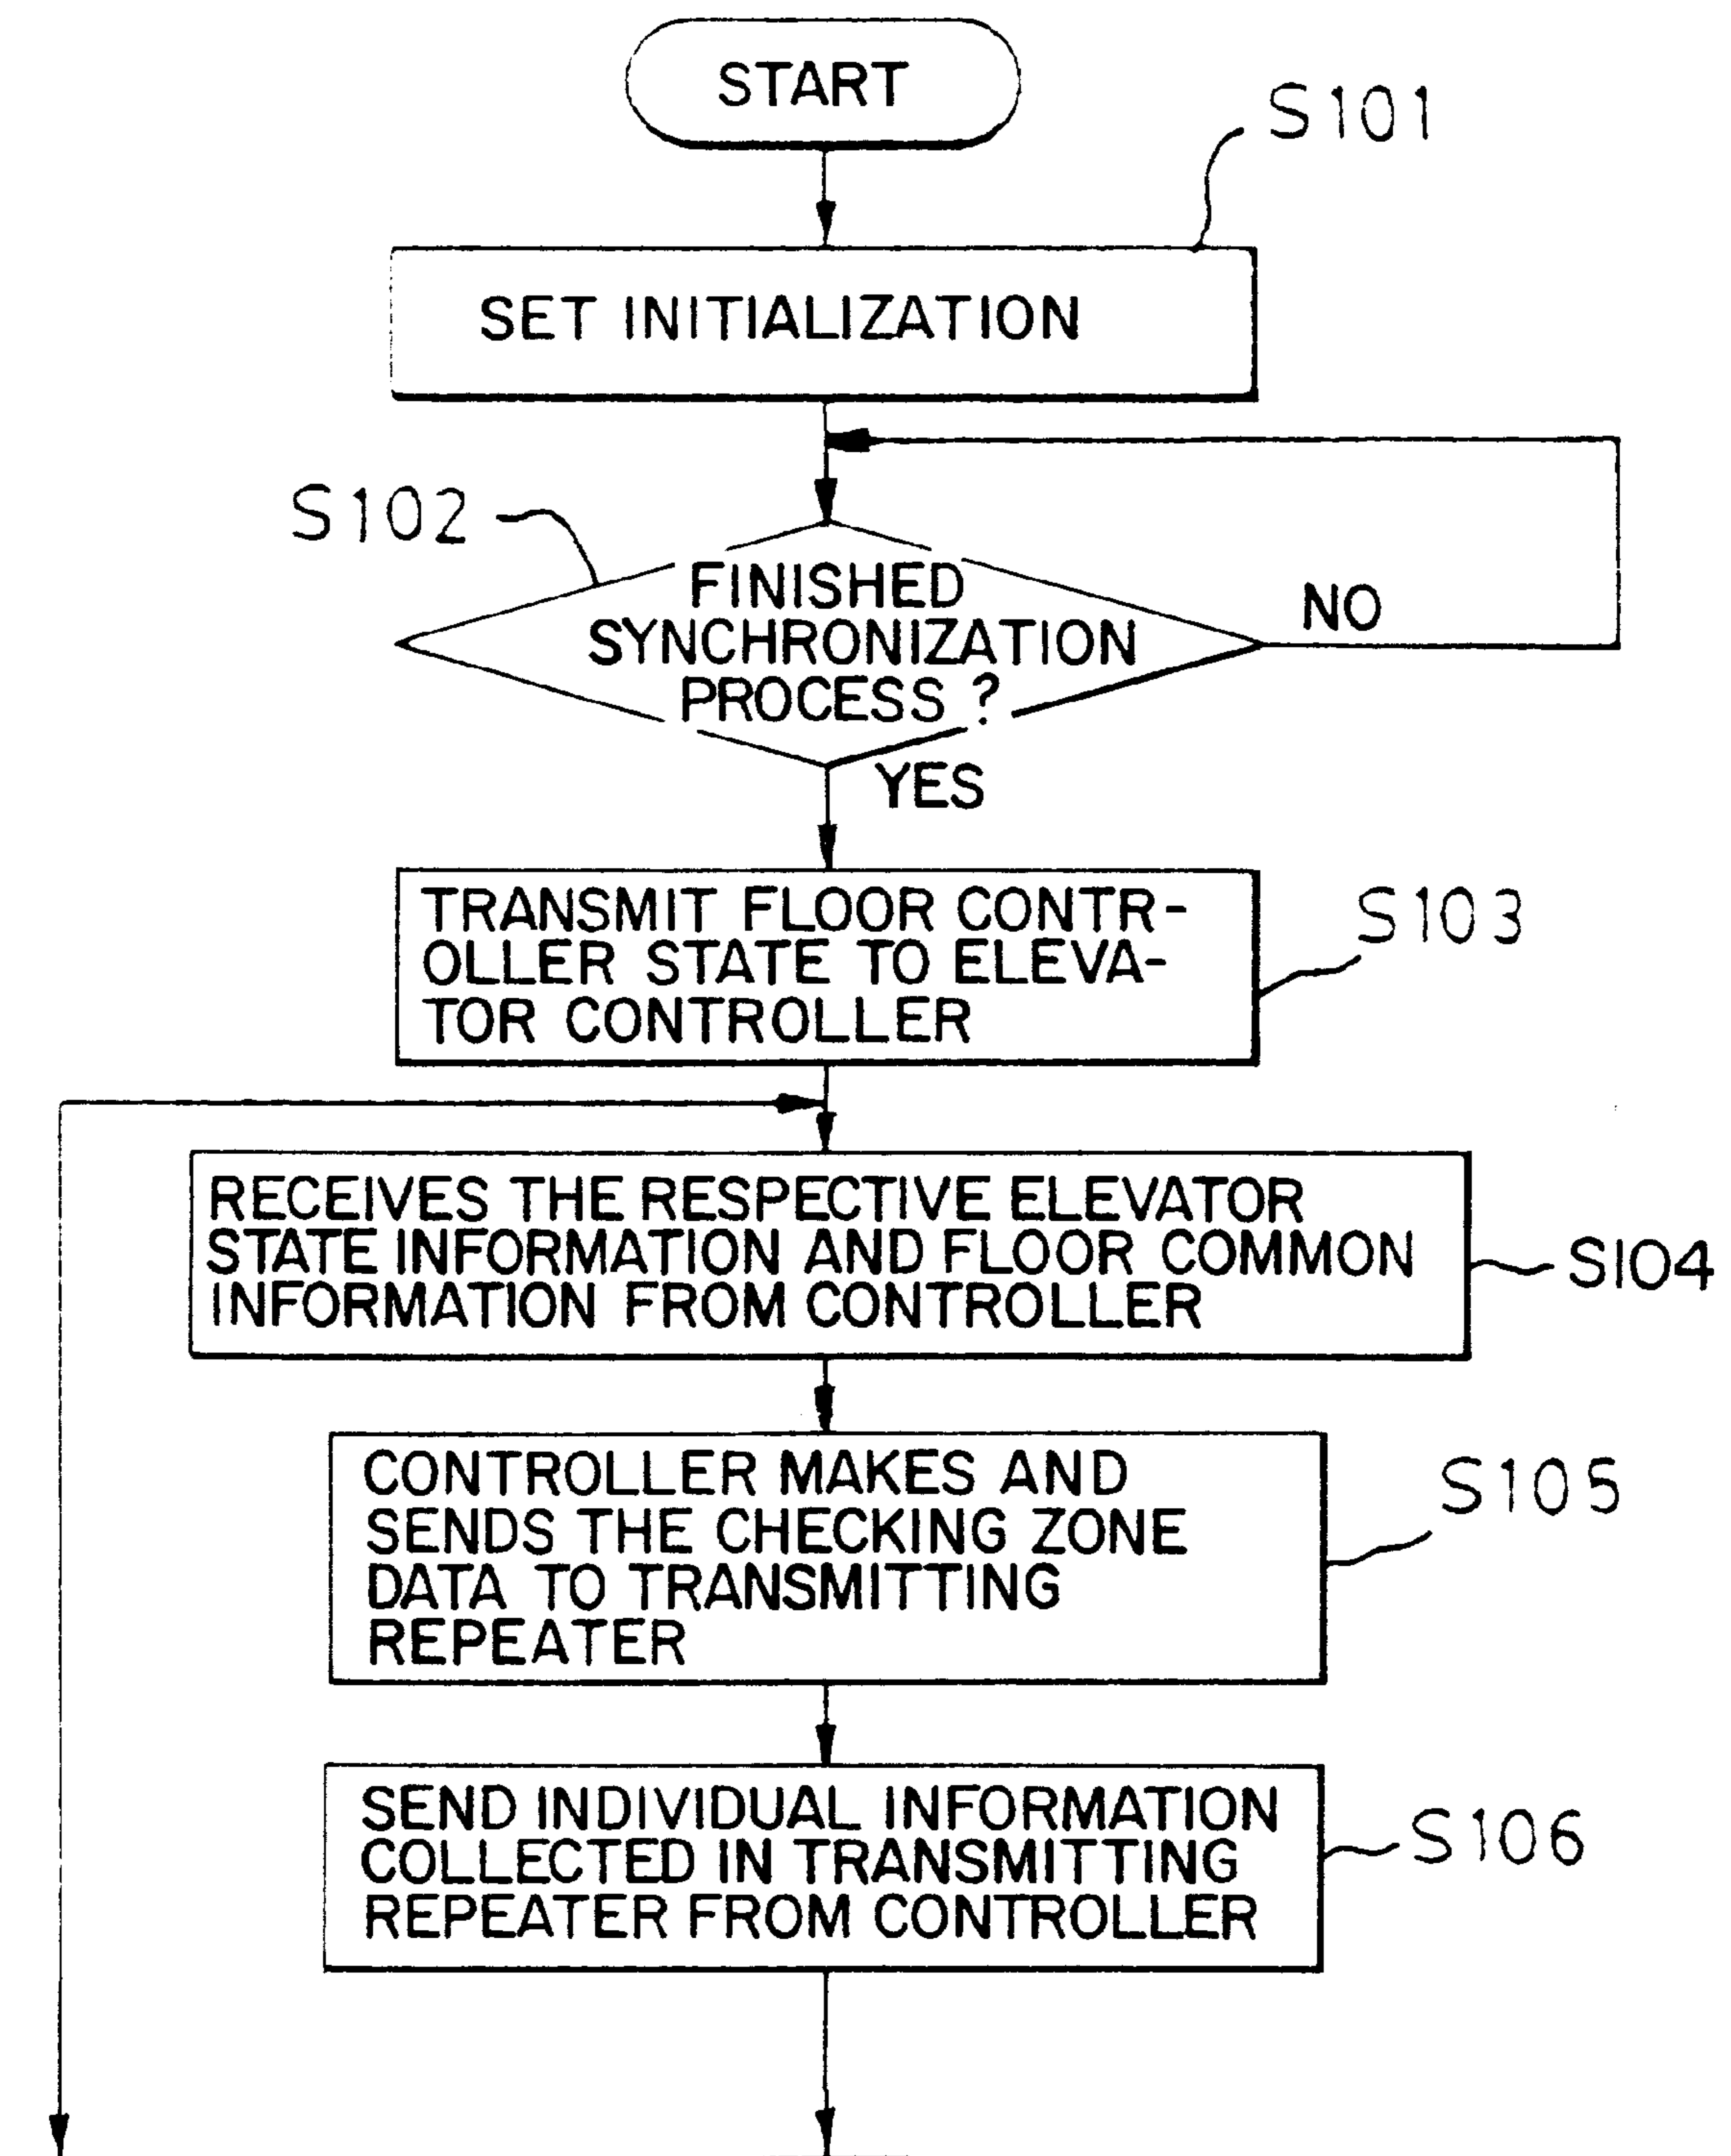 START
S101
SET INITIALIZATION
S102
FINISHED
SYNCHRONIZATION
PROCESS ?
NO
YES
TRANSMIT FLOOR CONTR-
OLLER STATE TO ELEVA-
TOR CONTROLLER
S103
RECEIVES THE RESPECTIVE ELEVATOR
STATE INFORMATION AND FLOOR COMMON
INFORMATION FROM CONTROLLER
S104
CONTROLLER MAKES AND
SENDS THE CHECKING ZONE
DATA TO TRANSMITTING
REPEATER
S105
SEND INDIVIDUAL INFORMATION
COLLECTED IN TRANSMITTING
REPEATER FROM CONTROLLER
S106